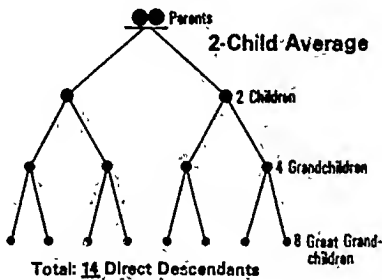 Parents
2-Child Average
2 Children
4 Grandchildren
8 Great Grand-
children
Total: 14 Direct Descendants